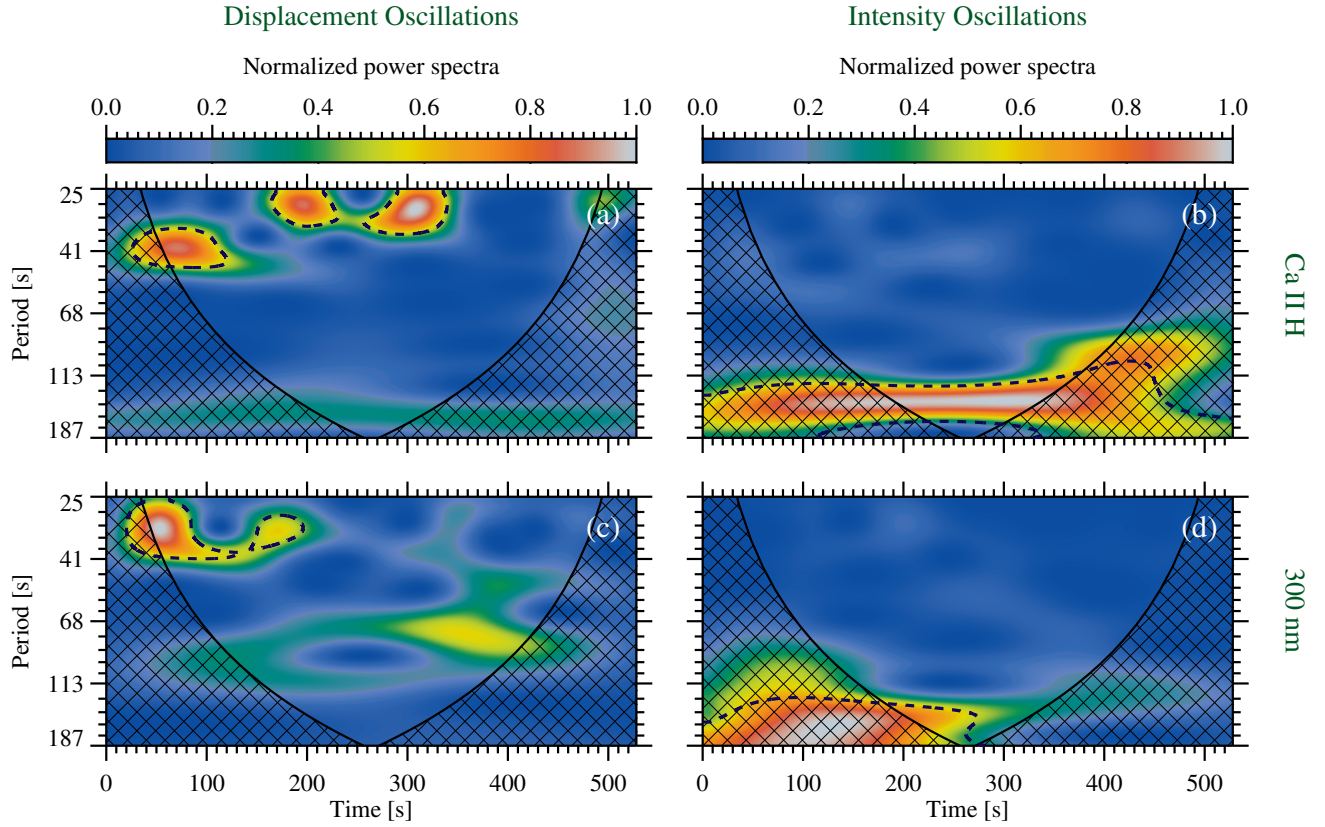 Displacement Oscillations
Intensity Oscillations
Normalized power spectra
Normalized power spectra
0.0 0.2 0.4 0.6 0.8 1.0
0.0 0.2 0.4 0.6 0.8 1.0
Period [s]
25
41
68
113
187
(a)
(b)
Ca II H
Period [s]
25
41
68
113
187
(c)
(d)
300 nm
0 100 200 300 400 500
0 100 200 300 400 500
Time [s]
Time [s]